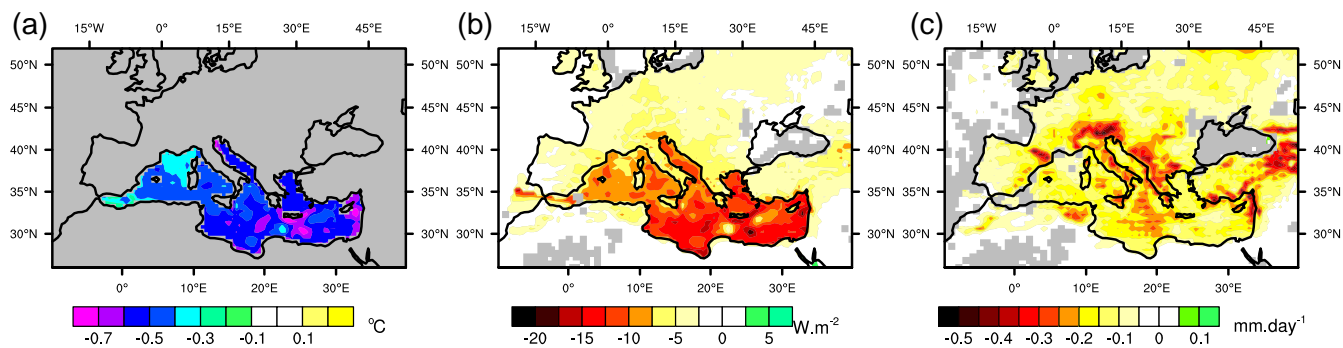 (a) (b) (c)
15°W 0° 15°E 30°E 45°E 15°W 0° 15°E 30°E 45°E 15°W 0° 15°E 30°E 45°E
50°N 50°N 50°N 50°N 50°N 50°N
45°N 45°N 45°N 45°N 45°N 45°N
40°N 40°N 40°N 40°N 40°N 40°N
35°N 35°N 35°N 35°N 35°N 35°N
30°N 30°N 30°N 30°N 30°N 30°N
0° 10°E 20°E 30°E 0° 10°E 20°E 30°E 0° 10°E 20°E 30°E
°C W.m⁻² mm.day⁻¹
-0.7 -0.5 -0.3 -0.1 0.1 -20 -15 -10 -5 0 5 -0.5 -0.4 -0.3 -0.2 -0.1 0 0.1